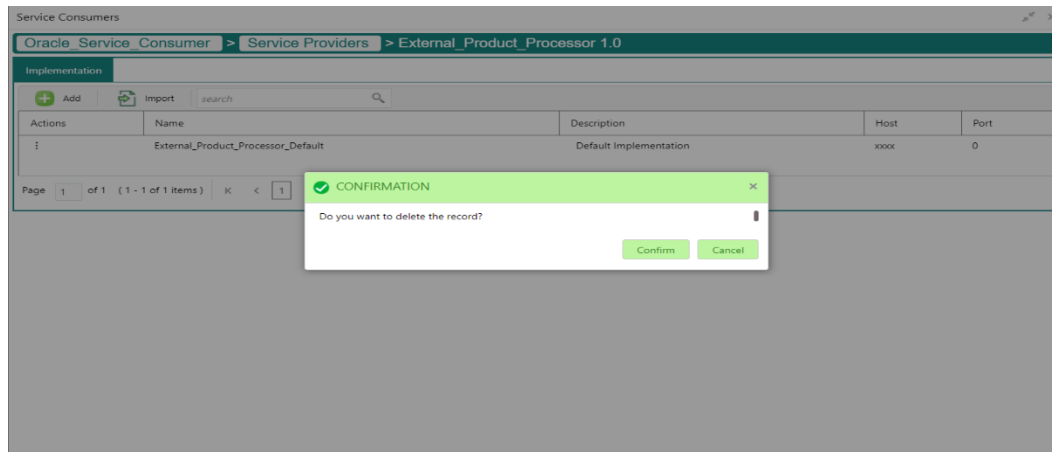 Service Consumers
Oracle_Service_Consumer > Service Providers > External_Product_Processor 1.0
Implementation
Add Import search
Actions Name Description Host Port
External_Product_Processor_Default Default Implementation xxxx 0
Page 1 of 1 (1 - 1 of 1 items) K < 1
CONFIRMATION ×
Do you want to delete the record?
Confirm Cancel